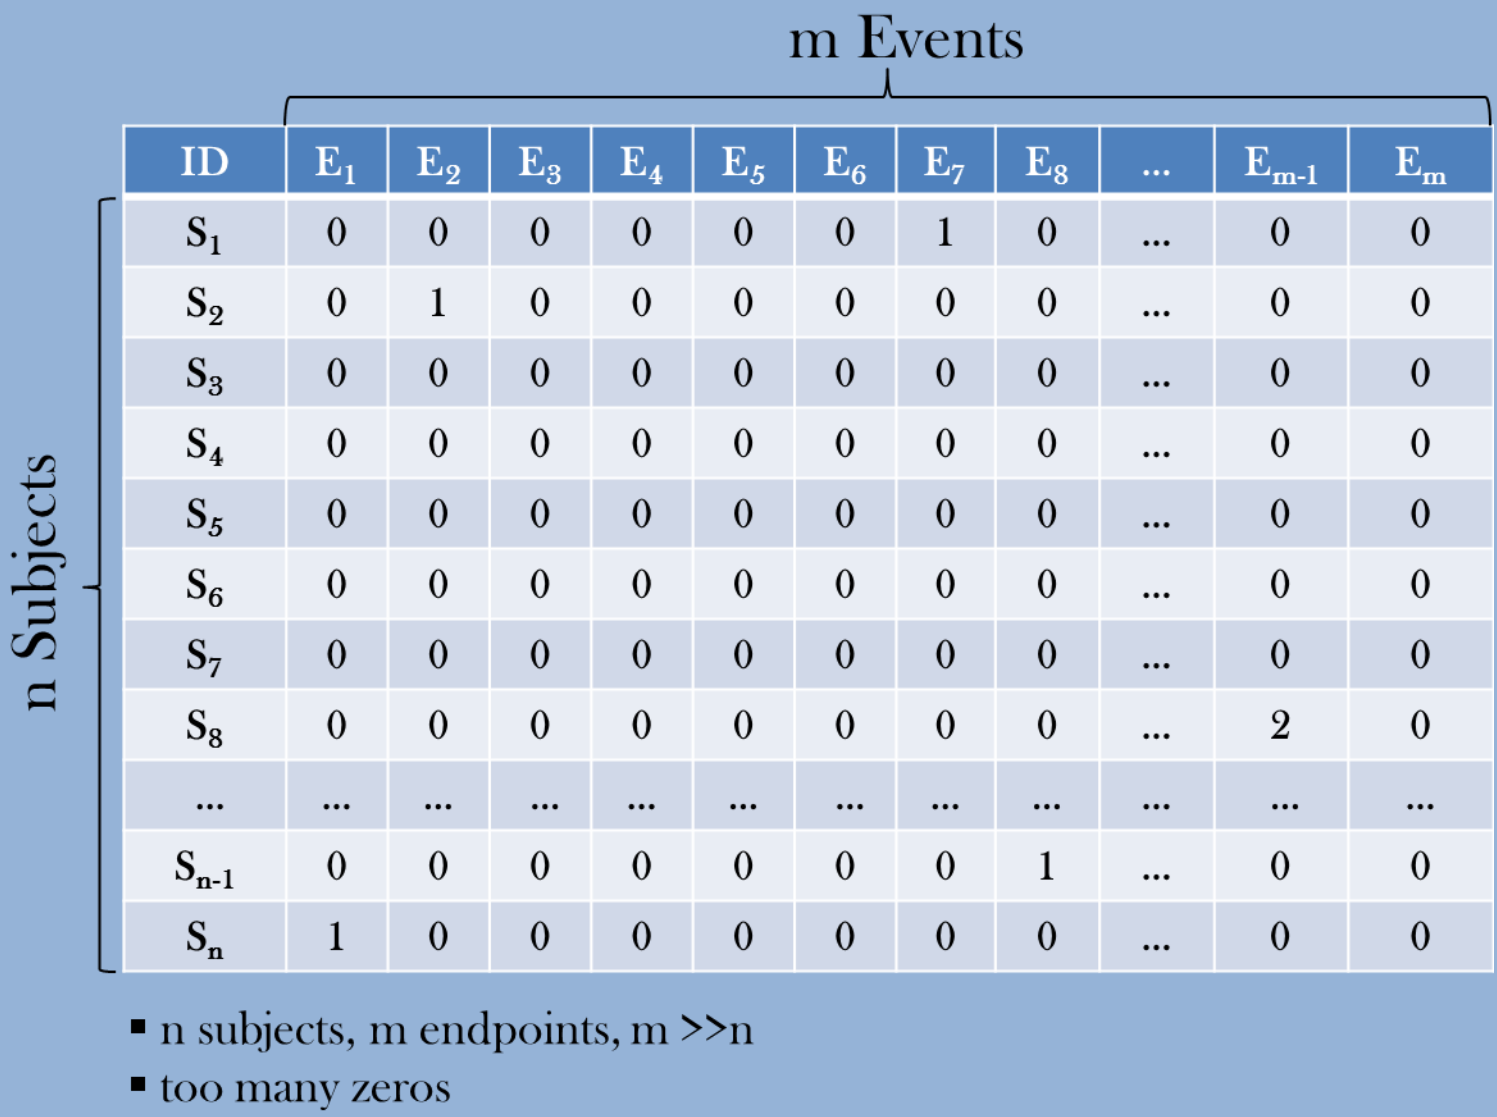 m Events
ID E₁ E₂ E₃ E₄ E₅ E₆ E₇ E₈ ... Eₘ₋₁ Eₘ
S₁ 0 0 0 0 0 0 1 0 ... 0 0
S₂ 0 1 0 0 0 0 0 0 ... 0 0
S₃ 0 0 0 0 0 0 0 0 ... 0 0
S₄ 0 0 0 0 0 0 0 0 ... 0 0
S₅ 0 0 0 0 0 0 0 0 ... 0 0
S₆ 0 0 0 0 0 0 0 0 ... 0 0
S₇ 0 0 0 0 0 0 0 0 ... 0 0
S₈ 0 0 0 0 0 0 0 0 ... 2 0
... ... ... ... ... ... ... ... ... ... ... ...
Sₙ₋₁ 0 0 0 0 0 0 0 1 ... 0 0
Sₙ 1 0 0 0 0 0 0 0 ... 0 0
n Subjects
▪ n subjects, m endpoints, m >>n
▪ too many zeros